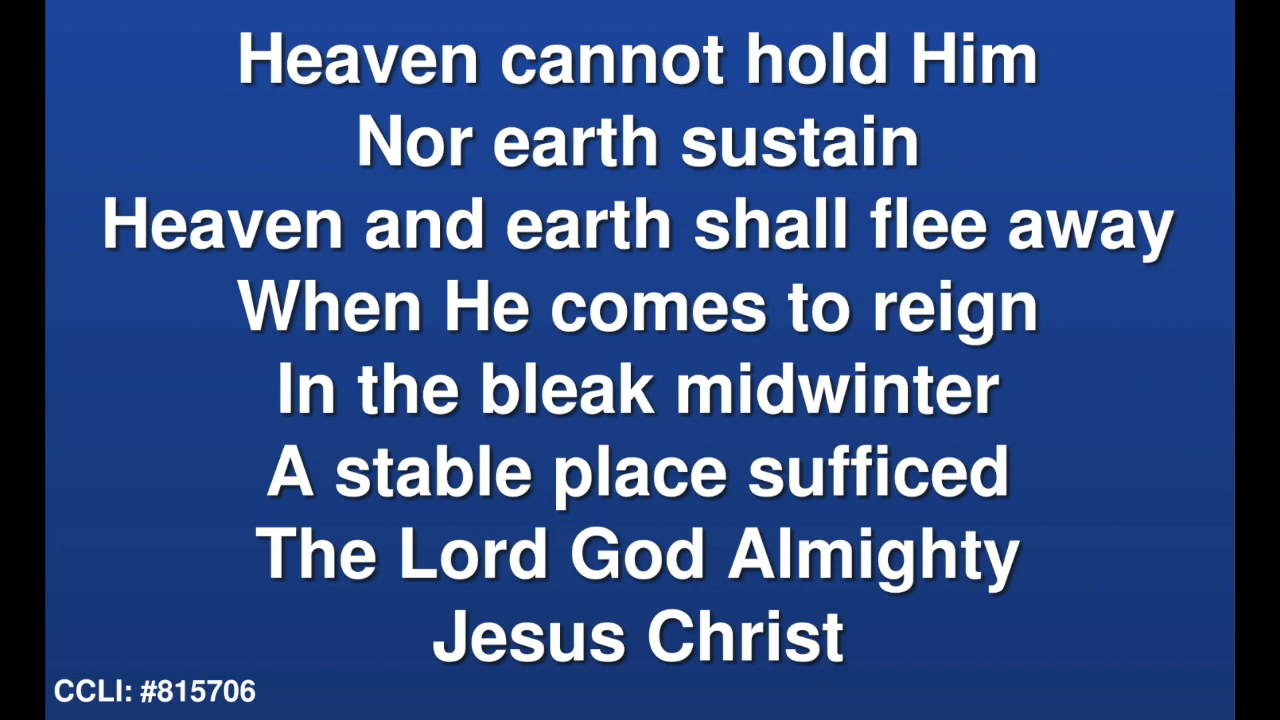 Heaven cannot hold Him
Nor earth sustain
Heaven and earth shall flee away
When He comes to reign
In the bleak midwinter
A stable place sufficed
The Lord God Almighty
Jesus Christ
CCLI: #815706